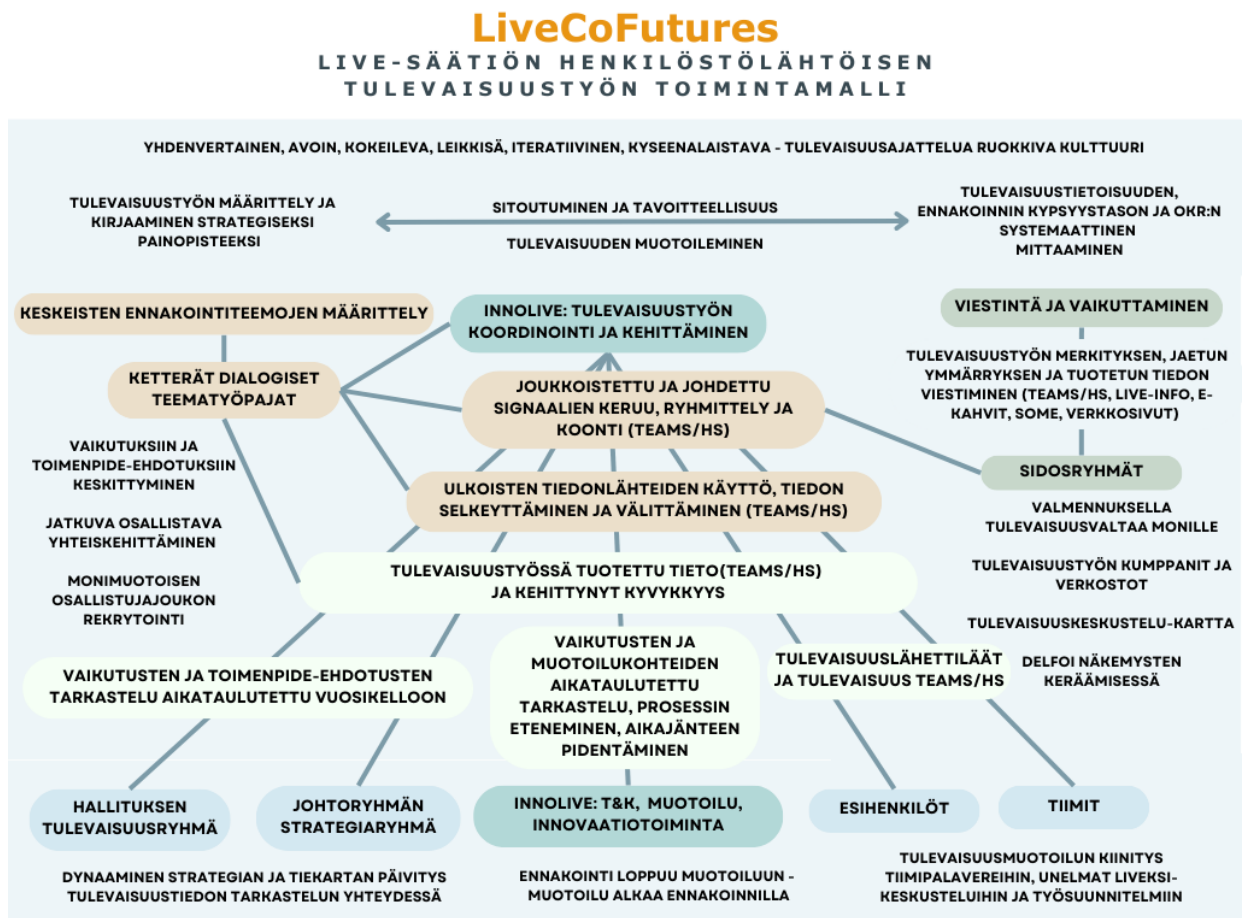 LiveCoFutures
LIVE-SÄÄTIÖN HENKILÖSTÖLÄHTÖISEN
TULEVAISUUSTYÖN TOIMINTAMALLI
YHDENVERTAINEN, AVOIN, KOKEILEVA, LEIKKISÄ, ITERATIIVINEN, KYSEENALAISTAVA - TULEVAISUUSAJATTELUA RUOKKIVA KULTTUURI
TULEVAISUUSTYÖN MÄÄRITTELY JA
KIRJAAMINEN STRATEGISEKSI
PAINOPISTEEKSI
SITOUTUMINEN JA TAVOITTEELLISUUS
TULEVAISUUDEN MUOTOILEMINEN
TULEVAISUUSTIETOISUUDEN,
ENNAKOINNIN KYPSYYSTASON JA OKR:N
SYSTEMAATTINEN
MITTAAMINEN
KESKEISTEN ENNAKOINTITEEMOJEN MÄÄRITTELY
INNOLIVE: TULEVAISUUSTYÖN
KOORDINOINTI JA KEHITTÄMINEN
VIESTINTÄ JA VAIKUTTAMINEN
KETTERÄT DIALOGISET
TEEMATYÖPAJAT
JOUKKOISTETTU JA JOHDETTU
SIGNAALIEN KERUU, RYHMITTELY JA
KOONTI (TEAMS/HS)
TULEVAISUUSTYÖN MERKITYKSEN, JAETUN
YMMÄRRYKSEN JA TUOTETUN TIEDON
VIESTIMINEN (TEAMS/HS, LIVE-INFO, E-
KAHVIT, SOME, VERKKOSIVUT)
VAIKUTUKSIIN JA
TOIMENPIDE-EHDOTUKSIIN
KESKITTYMINEN
JATKUVA OSALLISTAVA
YHTEISKEHITTÄMINEN
MONIMUOTOISEN
OSALLISTUJAJOUKON
REKRYTOINTI
ULKOISTEN TIEDONLÄHTEIDEN KÄYTTÖ, TIEDON
SELKEYTTÄMINEN JA VÄLITTÄMINEN (TEAMS/HS)
SIDOSRYHMÄT
VALMENNUKSELLA
TULEVAISUUSVALTAA MONILLE
TULEVAISUUSTYÖN KUMPPANIT JA
VERKOSTOT
TULEVAISUUSKESKUSTELU-KARTTA
DELFOI NÄKEMYSTEN
KERÄÄMISESSÄ
TULEVAISUUSTYÖSSÄ TUOTETTU TIETO(TEAMS/HS)
JA KEHITTYNYT KYVYKKYYS
VAIKUTUSTEN JA TOIMENPIDE-EHDOTUSTEN
TARKASTELU AIKATAULUTETTU VUOSIKELLOON
VAIKUTUSTEN JA
MUOTOILUKOHTEIDEN
AIKATAULUTETTU
TARKASTELU, PROSESSIN
ETENEMINEN, AIKAJÄNTEEN
PIDENTÄMINEN
TULEVAISUUSLÄHETTILÄÄT
JA TULEVAISUUS TEAMS/HS
HALLITUKSEN
TULEVAISUUSRYHMÄ
JOHTORYHMÄN
STRATEGIARYHMÄ
INNOLIVE: T&K, MUOTOILU,
INNOVAATIOTOIMINTA
ESIHENKILÖT
TIIMIT
DYNAAMINEN STRATEGIAN JA TIEKARTAN PÄIVITYS
TULEVAISUUSTIEDON TARKASTELUN YHTEYDESSÄ
ENNAKOINTI LOPPUU MUOTOILUUN -
MUOTOILU ALKAA ENNAKOINNILLA
TULEVAISUUSMUOTOILUN KIINITYS
TIIMIPALAVEREIHIN, UNELMAT LIVEKSI-
KESKUSTELUIHIN JA TYÖSUUNNITELMIIN